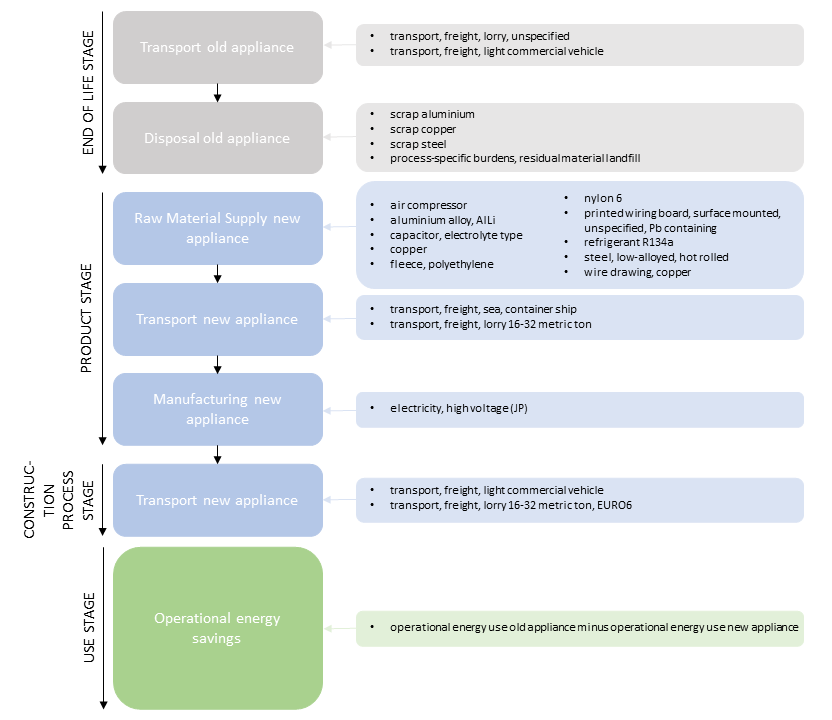 END OF LIFE STAGE
Transport old appliance
• transport, freight, lorry, unspecified
• transport, freight, light commercial vehicle
Disposal old appliance
• scrap aluminium
• scrap copper
• scrap steel
• process-specific burdens, residual material landfill
PRODUCT STAGE
Raw Material Supply new
appliance
• air compressor
• aluminium alloy, AlLi
• capacitor, electrolyte type
• copper
• fleece, polyethylene
• nylon 6
• printed wiring board, surface mounted,
unspecified, Pb containing
• refrigerant R134a
• steel, low-alloyed, hot rolled
• wire drawing, copper
Transport new appliance
• transport, freight, sea, container ship
• transport, freight, lorry 16-32 metric ton
Manufacturing new
appliance
• electricity, high voltage (JP)
CONSTRUC-
TION
PROCESS
STAGE
Transport new appliance
• transport, freight, light commercial vehicle
• transport, freight, lorry 16-32 metric ton, EURO6
USE STAGE
Operational energy
savings
• operational energy use old appliance minus operational energy use new appliance